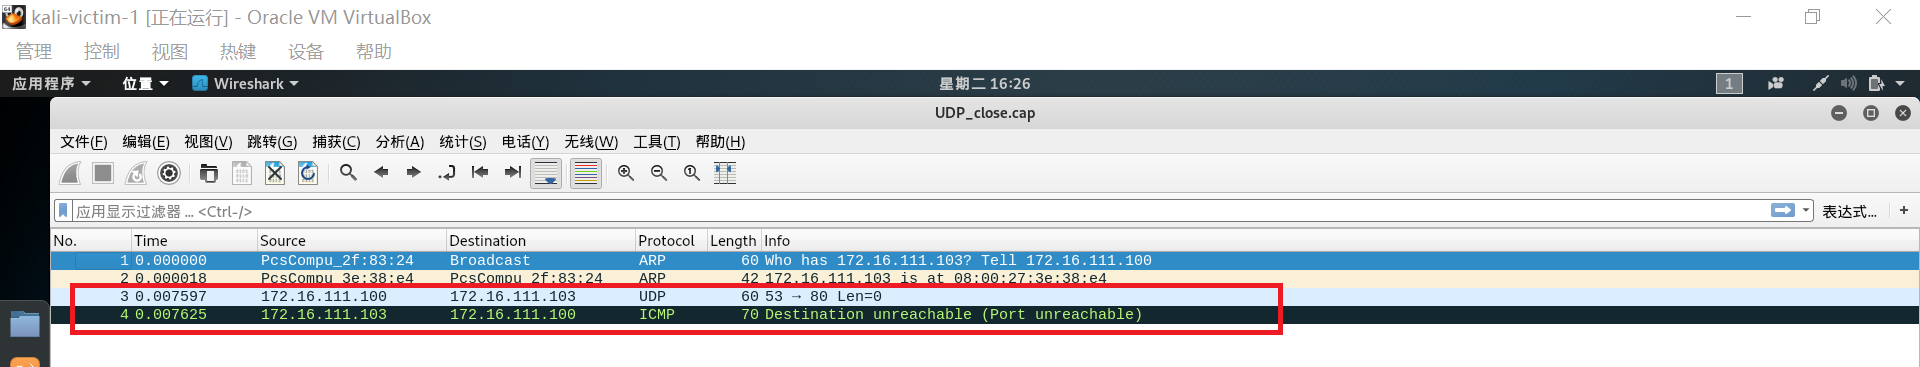 kali-victim-1 [正在运行] - Oracle VM VirtualBox
管理 控制 视图 热键 设备 帮助
应用程序 位置 Wireshark 星期二 16:26 1
UDP_close.cap
文件(F) 编辑(E) 视图(V) 跳转(G) 捕获(C) 分析(A) 统计(S) 电话(Y) 无线(W) 工具(T) 帮助(H)
应用显示过滤器 … <Ctrl-/> 表达式… +
No. Time Source Destination Protocol Length Info
1 0.000000 PcsCompu_2f:83:24 Broadcast ARP 60 Who has 172.16.111.103? Tell 172.16.111.100
2 0.000018 PcsCompu_3e:38:e4 PcsCompu_2f:83:24 ARP 42 172.16.111.103 is at 08:00:27:3e:38:e4
3 0.007597 172.16.111.100 172.16.111.103 UDP 60 53 → 80 Len=0
4 0.007625 172.16.111.103 172.16.111.100 ICMP 70 Destination unreachable (Port unreachable)